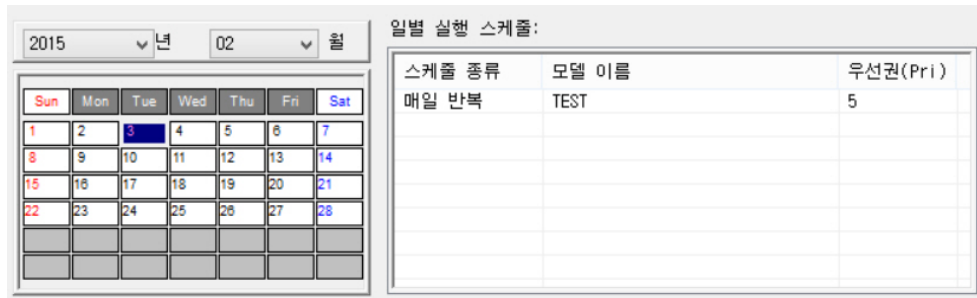 2015 년 02 월
Sun Mon Tue Wed Thu Fri Sat
1 2 3 4 5 6 7
8 9 10 11 12 13 14
15 16 17 18 19 20 21
22 23 24 25 26 27 28
일별 실행 스케줄:
스케줄 종류 모델 이름 우선권(Pri)
매일 반복 TEST 5